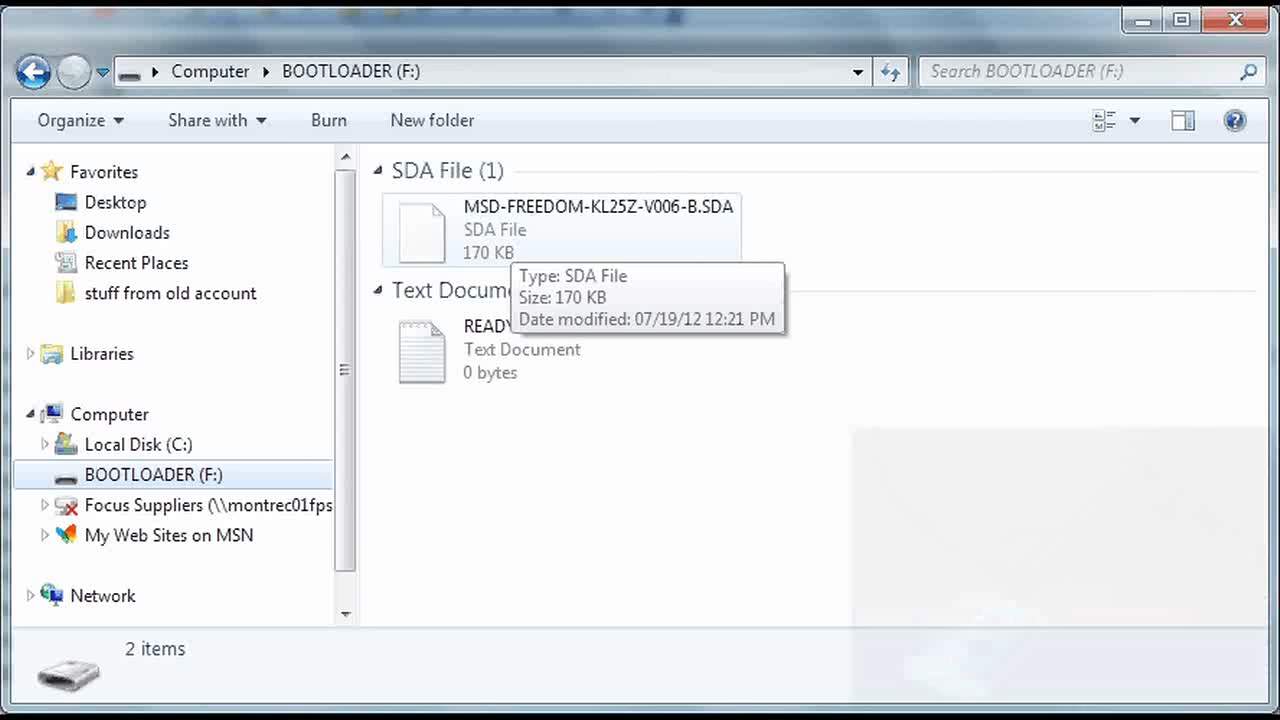 Computer BOOTLOADER (F:)
Search BOOTLOADER (F:)
Organize Share with Burn New folder
Favorites
Desktop
Downloads
Recent Places
stuff from old account
Libraries
Computer
Local Disk (C:)
BOOTLOADER (F:)
Focus Suppliers (\\montrec01fps
My Web Sites on MSN
Network
SDA File (1)
MSD-FREEDOM-KL25Z-V006-B.SDA
SDA File
170 KB
Type: SDA File
Size: 170 KB
Date modified: 07/19/12 12:21 PM
Text Docume
READY
Text Document
0 bytes
2 items